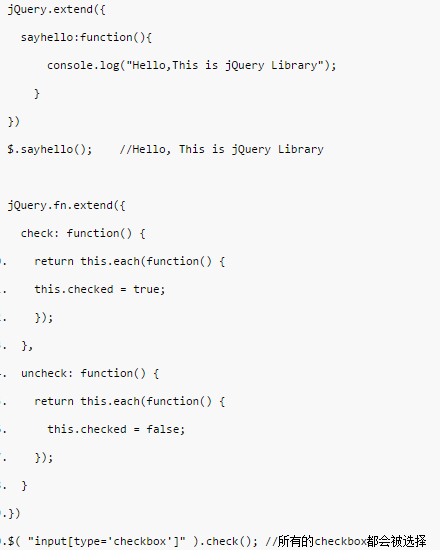 jQuery.extend({
sayhello:function(){
console.log("Hello,This is jQuery Library");
}
})
$.sayhello();    //Hello, This is jQuery Library
jQuery.fn.extend({
check: function() {
.    return this.each(function() {
.    this.checked = true;
.    });
.  },
.  uncheck: function() {
.    return this.each(function() {
.      this.checked = false;
.    });
.  }
.})
.$( "input[type='checkbox']" ).check(); //所有的checkbox都会被选择